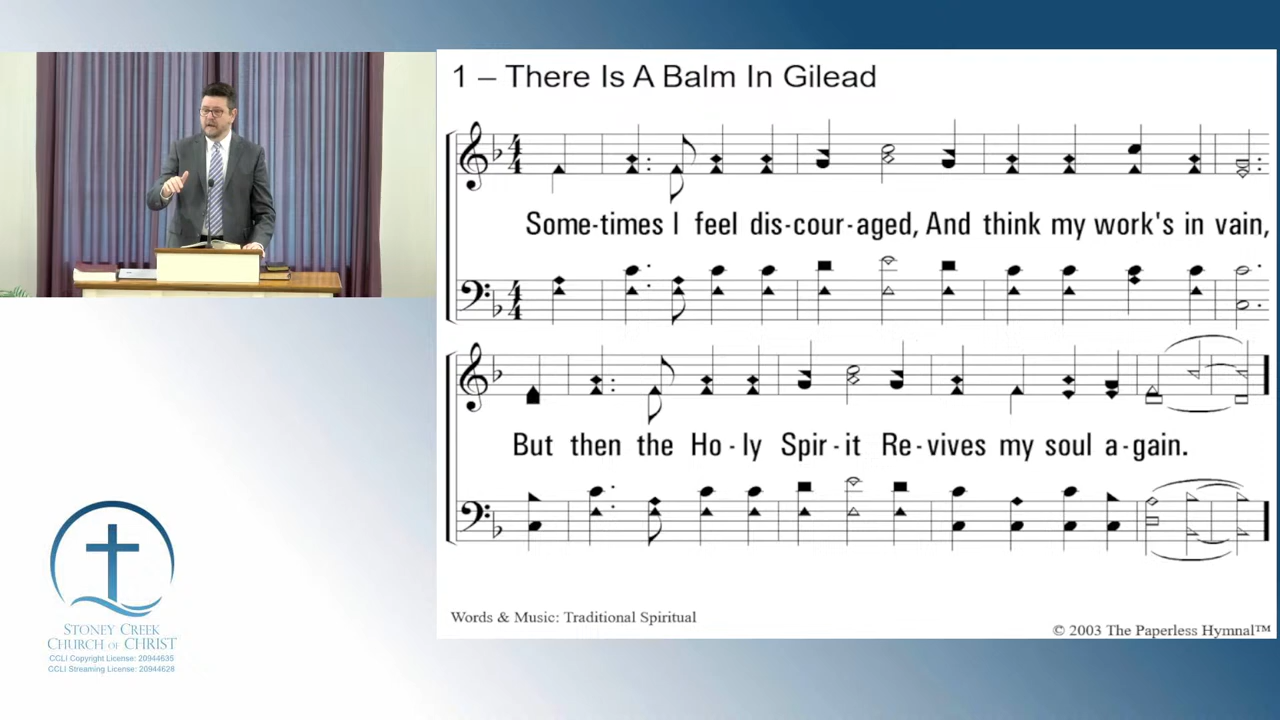 1 – There Is A Balm In Gilead
Some-times I feel dis-cour-aged, And think my work's in vain,
But then the Ho - ly Spir - it Re - vives my soul a - gain.
Words & Music: Traditional Spiritual
© 2003 The Paperless Hymnal™
STONEY CREEK
CHURCH OF CHRIST
CCLI Copyright License: 20944635
CCLI Streaming License: 20944628